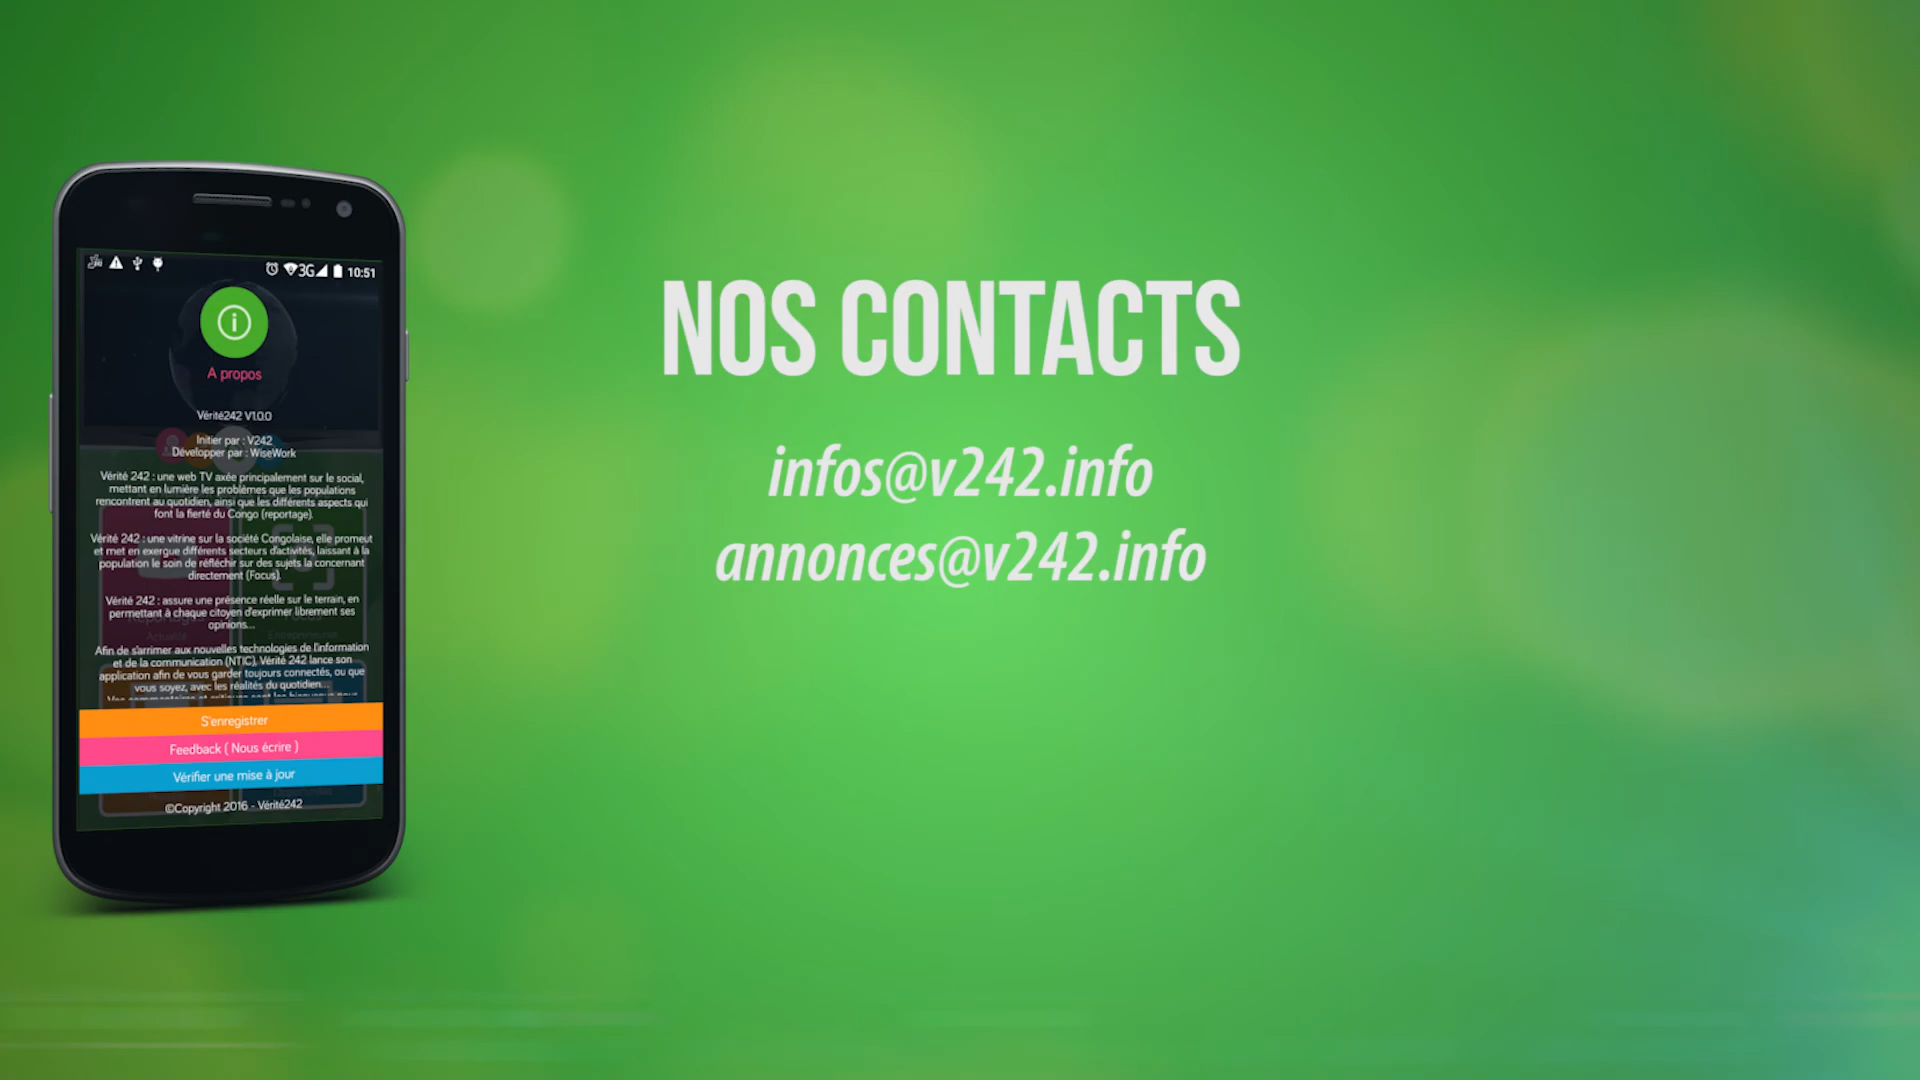 3G 10:51
A propos
Vérité242 V1.0.0
Initier par : V242
Développer par : WiseWork
Vérité 242 : une web TV axée principalement sur le social,
mettant en lumière les problèmes que les populations
rencontrent au quotidien, ainsi que les différents aspects qui
font la fierté du Congo (reportage).
Vérité 242 : une vitrine sur la société Congolaise, elle promeut
et met en exergue différents secteurs d'activités, laissant à la
population le soin de réfléchir sur des sujets la concernant
directement (Focus).
Vérité 242 : assure une présence réelle sur le terrain, en
permettant à chaque citoyen d'exprimer librement ses
opinions...
Afin de s'arrimer aux nouvelles technologies de l'information
et de la communication (NTIC), Vérité 242 lance son
application afin de vous garder toujours connectés, ou que
vous soyez, avec les réalités du quotidien...
S'enregistrer
Feedback ( Nous écrire )
Vérifier une mise à jour
©Copyright 2016 - Vérité242
NOS CONTACTS
infos@v242.info
annonces@v242.info